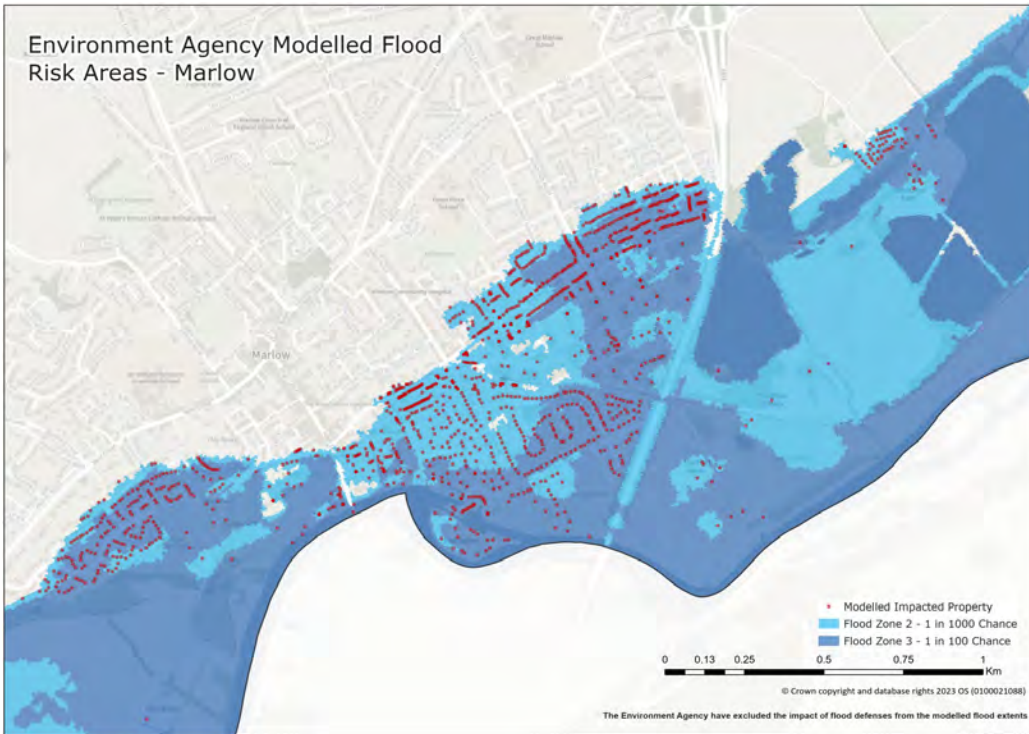 Environment Agency Modelled Flood
Risk Areas - Marlow
Marlow
Modelled Impacted Property
Flood Zone 2 - 1 in 1000 Chance
Flood Zone 3 - 1 in 100 Chance
0 0.13 0.25 0.5 0.75 1
Km
© Crown copyright and database rights 2023 OS (0100021088)
The Environment Agency have excluded the impact of flood defenses from the modelled flood extents